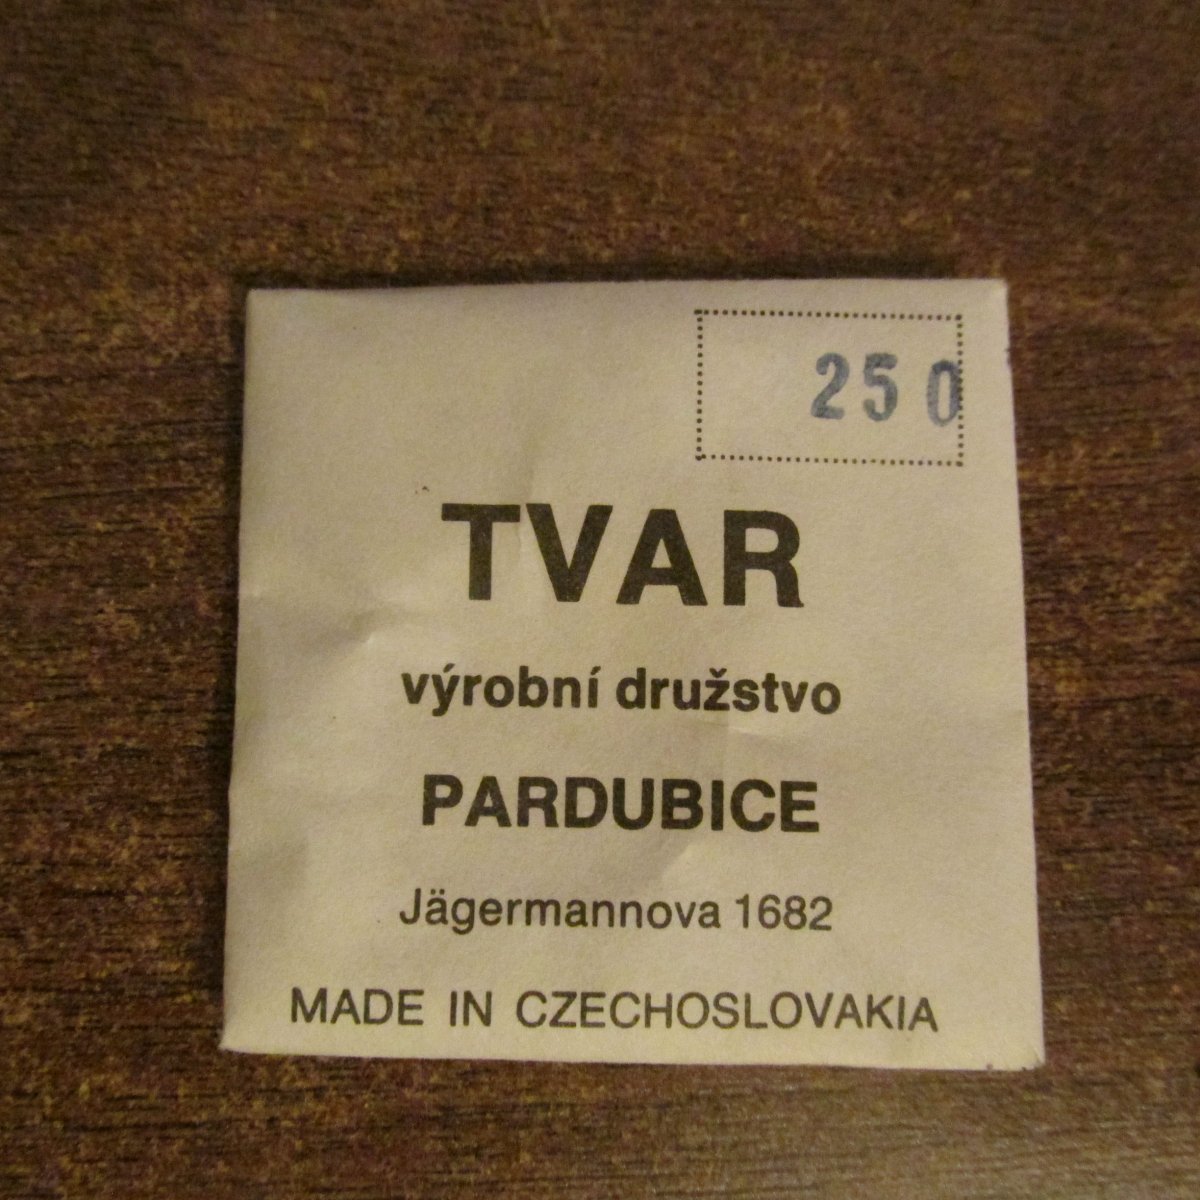 250
TVAR
výrobní družstvo
PARDUBICE
Jägermannova 1682
MADE IN CZECHOSLOVAKIA